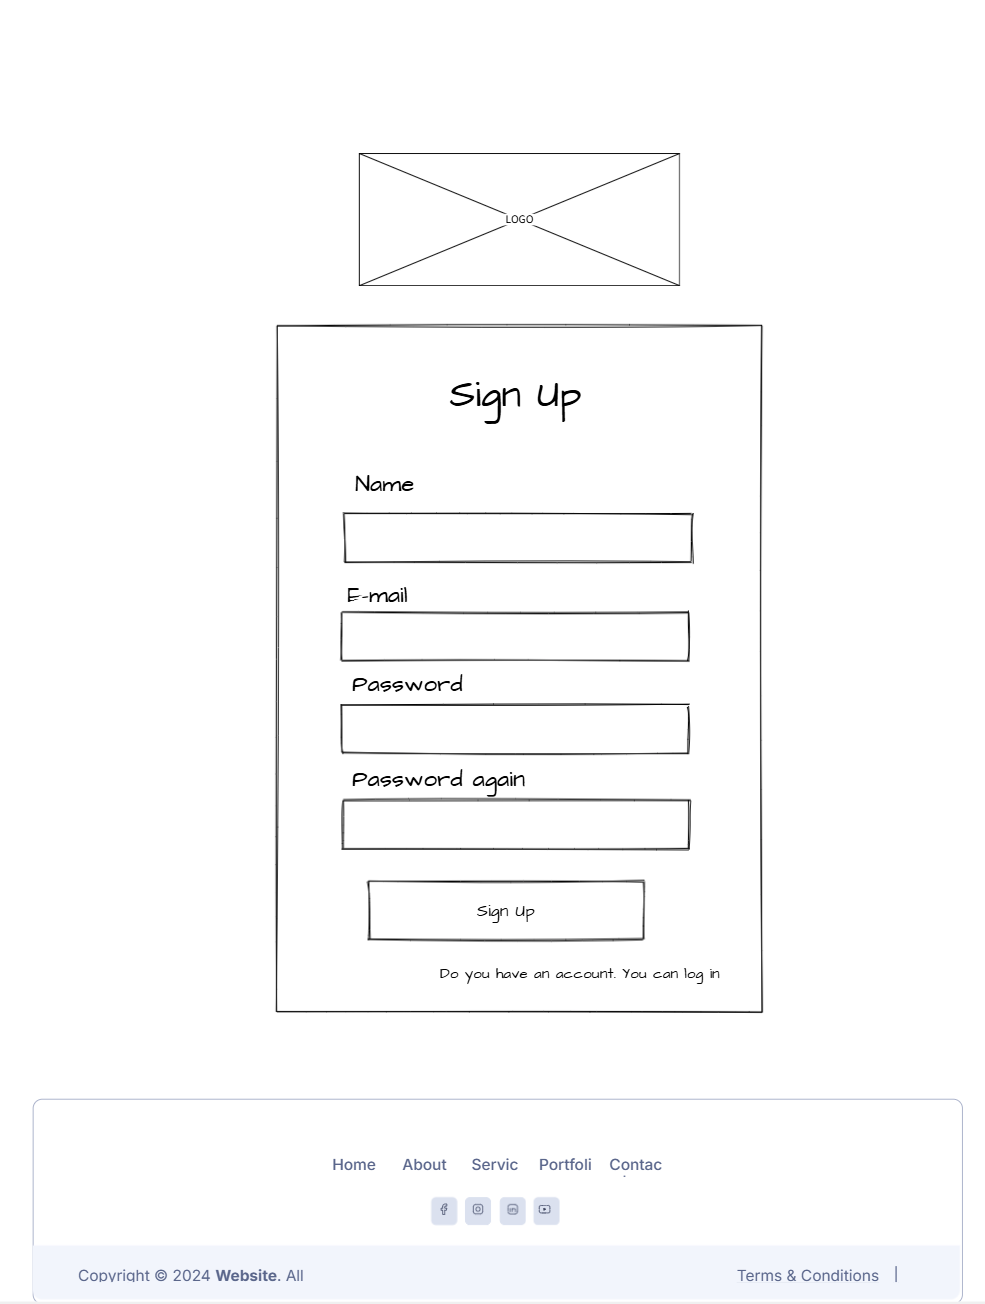 LOGO
Sign Up
Name
E-mail
Password
Password again
Sign Up
Do you have an account. You can log in
Home About Servic Portfoli Contac
Copyright © 2024 Website. All
Terms & Conditions |